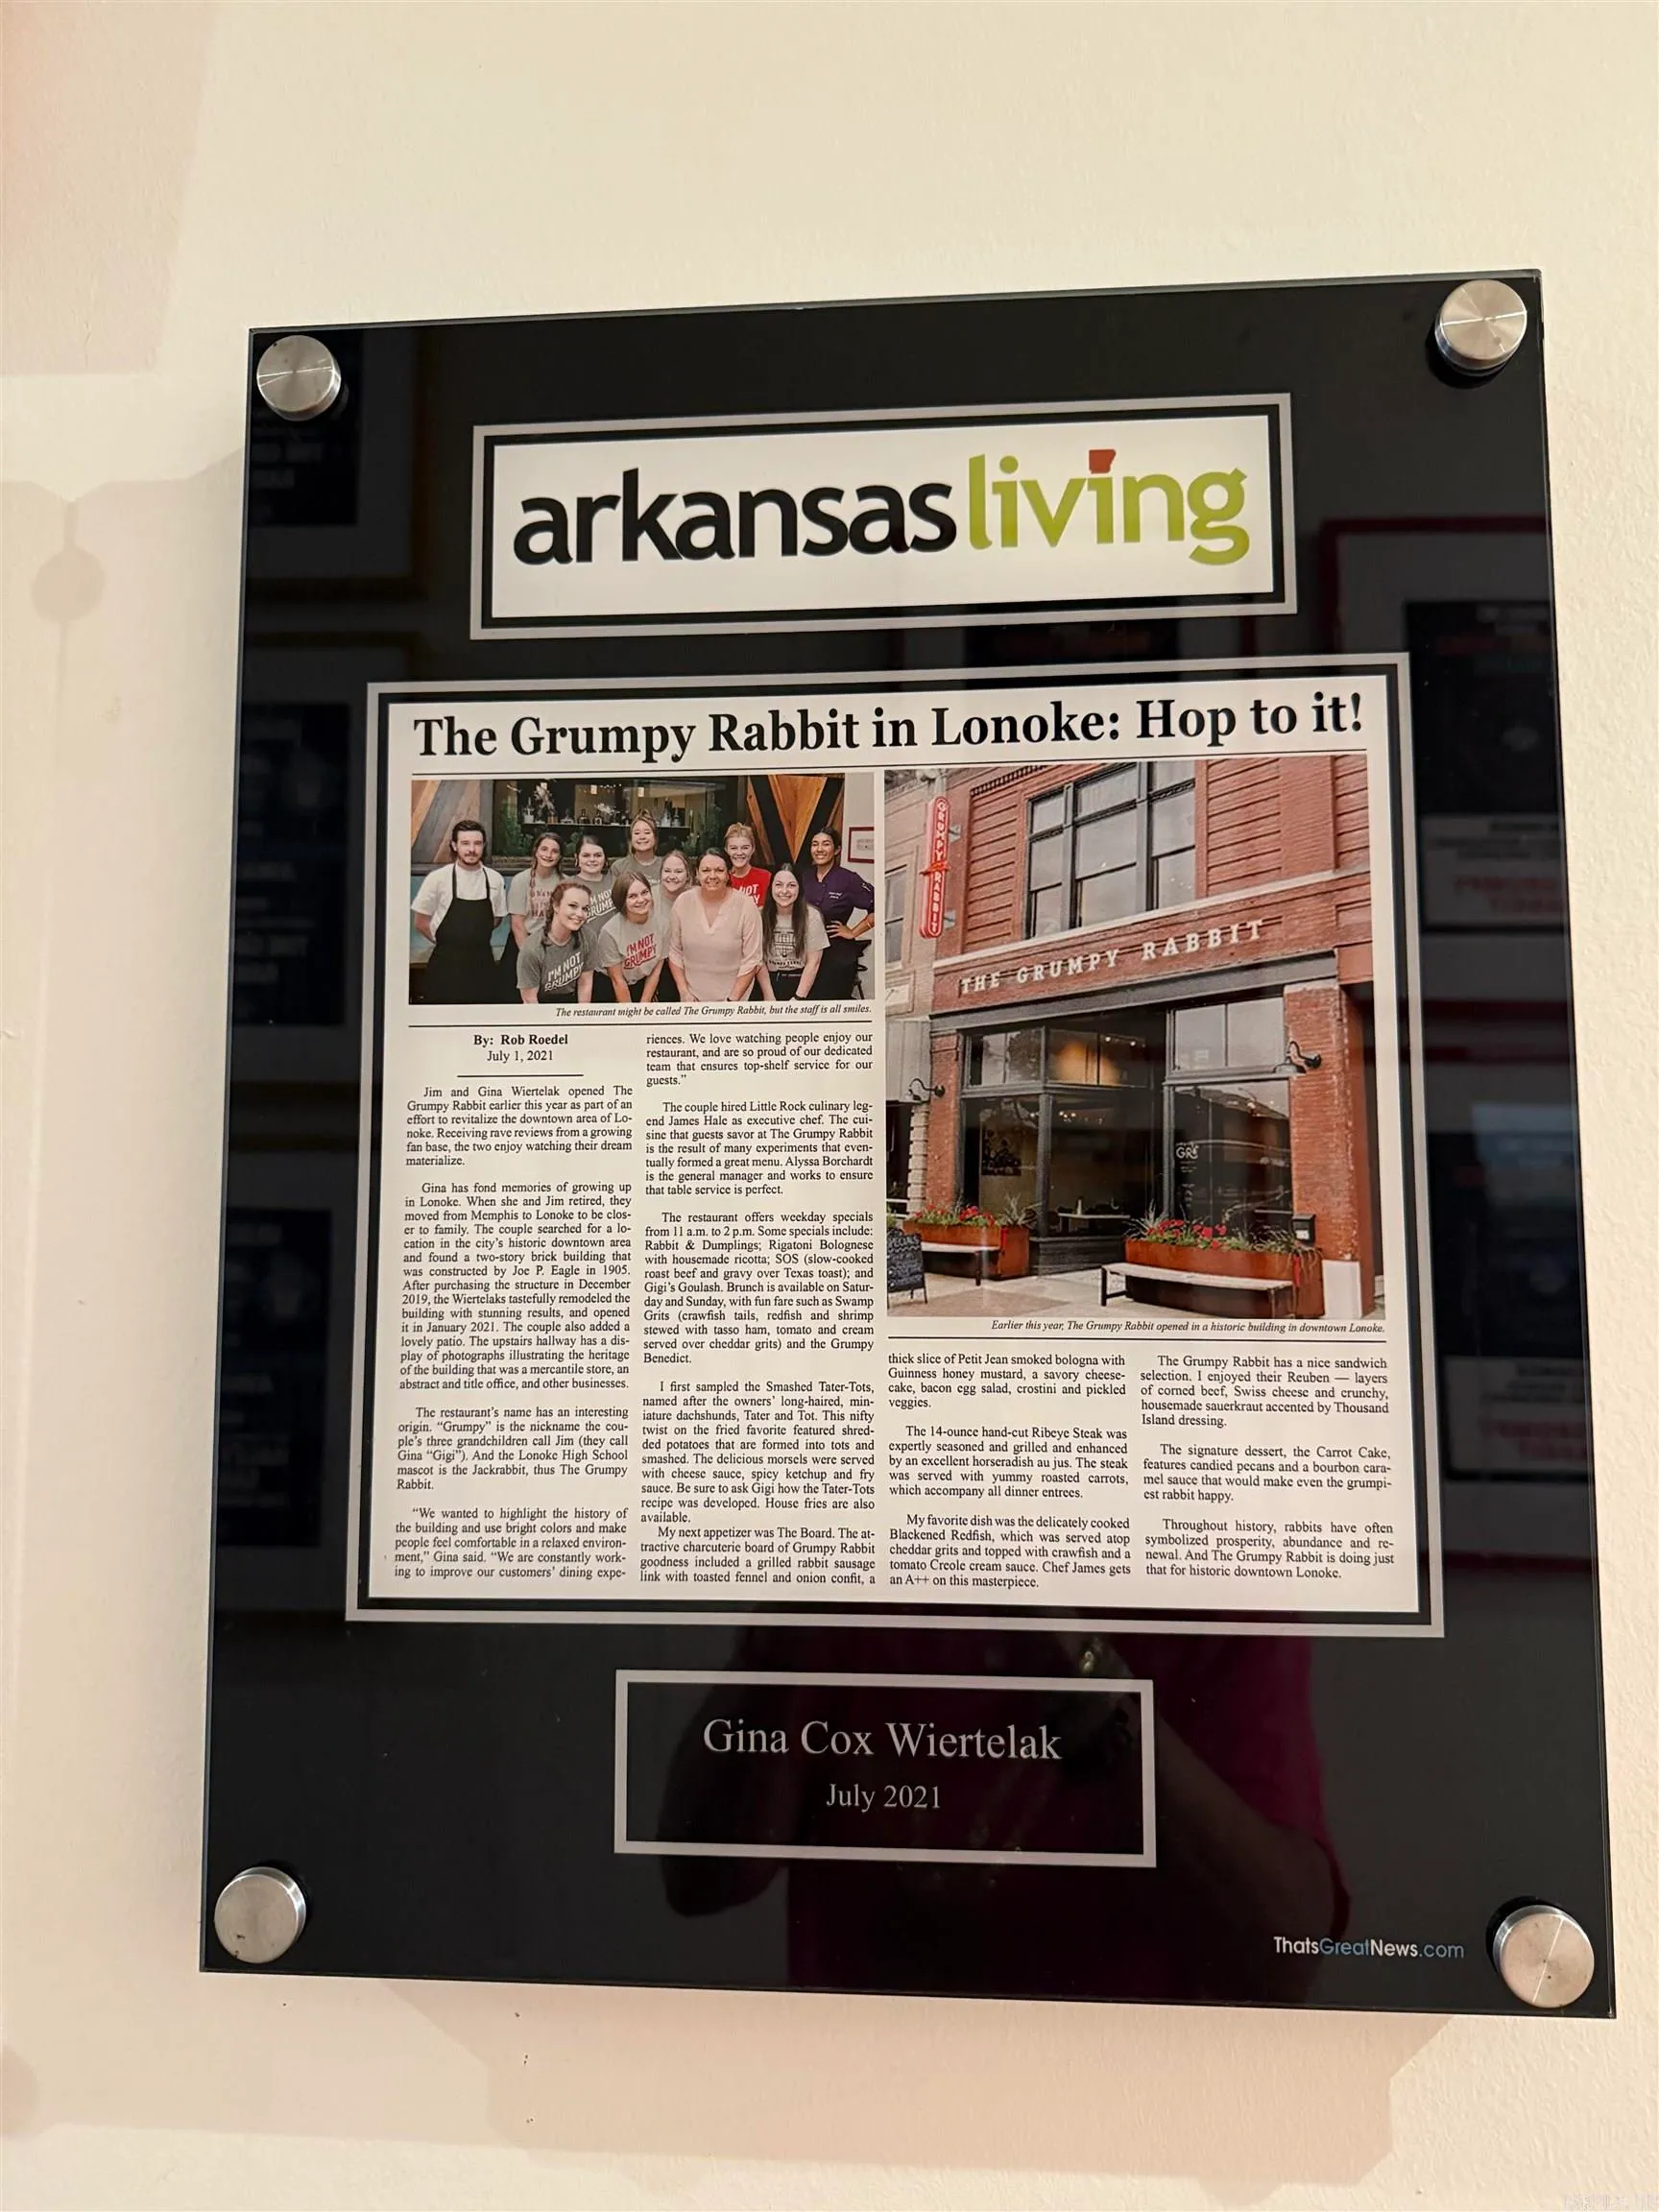 arkansasliving
The Grumpy Rabbit in Lonoke: Hop to it!
I'M NOT
GRUMPY
I'M NOT
GRUMPY
The restaurant might be called The Grumpy Rabbit, but the staff is all smiles.
By: Rob Roedel
July 1, 2021
Jim and Gina Wiertelak opened The
Grumpy Rabbit earlier this year as part of an
effort to revitalize the downtown area of Lo-
noke. Receiving rave reviews from a growing
fan base, the two enjoy watching their dream
materialize.
Gina has fond memories of growing up
in Lonoke. When she and Jim retired, they
moved from Memphis to Lonoke to be clos-
er to family. The couple searched for a lo-
cation in the city's historic downtown area
and found a two-story brick building that
was constructed by Joe P. Eagle in 1905.
After purchasing the structure in December
2019, the Wiertelaks tastefully remodeled the
building with stunning results, and opened
it in January 2021. The couple also added a
lovely patio. The upstairs hallway has a dis-
play of photographs illustrating the heritage
of the building that was a mercantile store, an
abstract and title office, and other businesses.
The restaurant's name has an interesting
origin. "Grumpy" is the nickname the cou-
ple's three grandchildren call Jim (they call
Gina "Gigi"). And the Lonoke High School
mascot is the Jackrabbit, thus The Grumpy
Rabbit.
"We wanted to highlight the history of
the building and use bright colors and make
people feel comfortable in a relaxed environ-
ment," Gina said. "We are constantly work-
ing to improve our customers' dining expe-
riences. We love watching people enjoy our
restaurant, and are so proud of our dedicated
team that ensures top-shelf service for our
guests."
The couple hired Little Rock culinary leg-
end James Hale as executive chef. The cui-
sine that guests savor at The Grumpy Rabbit
is the result of many experiments that even-
tually formed a great menu. Alyssa Borchardt
is the general manager and works to ensure
that table service is perfect.
The restaurant offers weekday specials
from 11 a.m. to 2 p.m. Some specials include:
Rabbit & Dumplings; Rigatoni Bolognese
with housemade ricotta; SOS (slow-cooked
roast beef and gravy over Texas toast); and
Gigi's Goulash. Brunch is available on Satur-
day and Sunday, with fun fare such as Swamp
Grits (crawfish tails, redfish and shrimp
stewed with tasso ham, tomato and cream
served over cheddar grits) and the Grumpy
Benedict.
I first sampled the Smashed Tater-Tots,
named after the owners' long-haired, min-
iature dachshunds, Tater and Tot. This nifty
twist on the fried favorite featured shred-
ded potatoes that are formed into tots and
smashed. The delicious morsels were served
with cheese sauce, spicy ketchup and fry
sauce. Be sure to ask Gigi how the Tater-Tots
recipe was developed. House fries are also
available.
My next appetizer was The Board. The at-
tractive charcuterie board of Grumpy Rabbit
goodness included a grilled rabbit sausage
link with toasted fennel and onion confit, a
GRUMPY RABBIT
THE GRUMPY RABBIT
GR
Earlier this year, The Grumpy Rabbit opened in a historic building in downtown Lonoke.
thick slice of Petit Jean smoked bologna with
Guinness honey mustard, a savory cheese-
cake, bacon egg salad, crostini and pickled
veggies.
The 14-ounce hand-cut Ribeye Steak was
expertly seasoned and grilled and enhanced
by an excellent horseradish au jus. The steak
was served with yummy roasted carrots,
which accompany all dinner entrees.
My favorite dish was the delicately cooked
Blackened Redfish, which was served atop
cheddar grits and topped with crawfish and a
tomato Creole cream sauce. Chef James gets
an A++ on this masterpiece.
The Grumpy Rabbit has a nice sandwich
selection. I enjoyed their Reuben — layers
of corned beef, Swiss cheese and crunchy,
housemade sauerkraut accented by Thousand
Island dressing.
The signature dessert, the Carrot Cake,
features candied pecans and a bourbon cara-
mel sauce that would make even the grumpi-
est rabbit happy.
Throughout history, rabbits have often
symbolized prosperity, abundance and re-
newal. And The Grumpy Rabbit is doing just
that for historic downtown Lonoke.
Gina Cox Wiertelak
July 2021
ThatsGreatNews.com